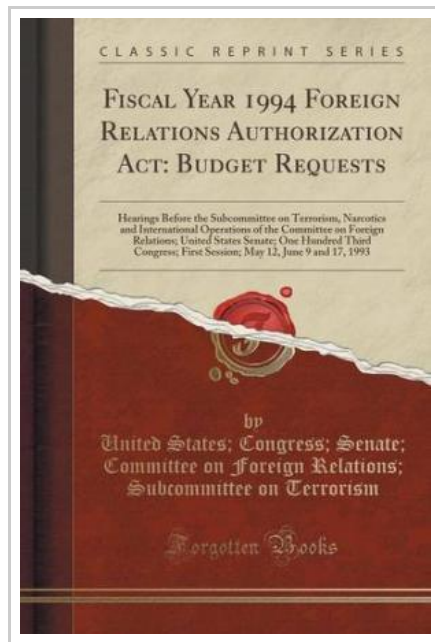 CLASSIC REPRINT SERIES
FISCAL YEAR 1994 FOREIGN
RELATIONS AUTHORIZATION
ACT: BUDGET REQUESTS
Hearings Before the Subcommittee on Terrorism, Narcotics
and International Operations of the Committee on Foreign
Relations; United States Senate; One Hundred Third
Congress; First Session; May 12, June 9 and 17, 1993
by
United States; Congress; Senate;
Committee on Foreign Relations;
Subcommittee on Terrorism
Forgotten Books